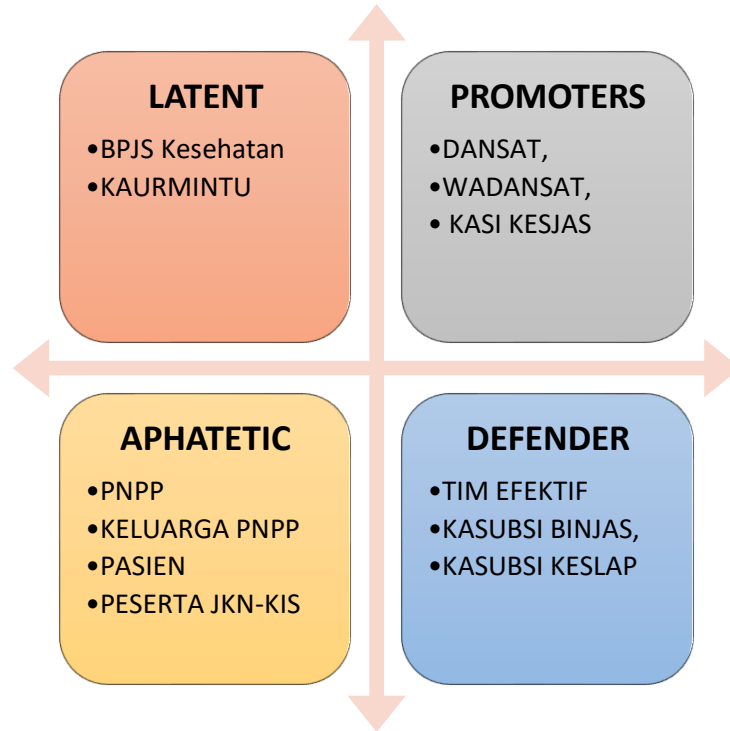 LATENT
•BPJS Kesehatan
•KAURMINTU
PROMOTERS
•DANSAT,
•WADANSAT,
• KASI KESJAS
APHATETIC
•PNPP
•KELUARGA PNPP
•PASIEN
•PESERTA JKN-KIS
DEFENDER
•TIM EFEKTIF
•KASUBSI BINJAS,
•KASUBSI KESLAP